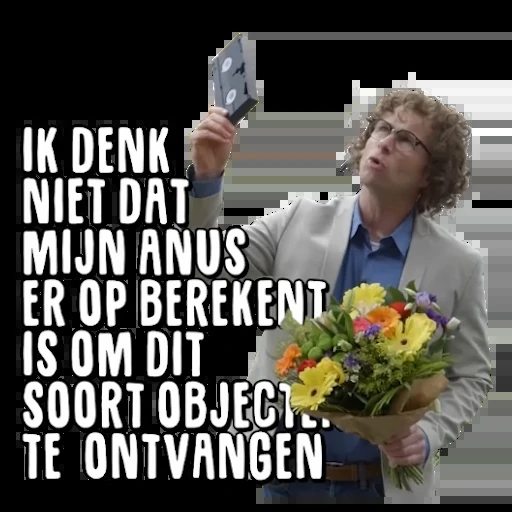 IK DENK
NIET DAT
MIJN ANUS
ER OP BEREKENT
IS OM DIT
SOORT OBJECTEN
TE ONTVANGEN